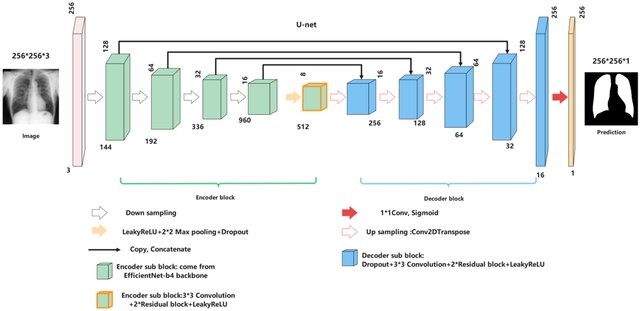 U-net
256*256*3
Image
256
3
128
144
64
192
32
336
16
960
8
512
16
256
32
128
64
64
128
32
256
16
256
1
256*256*1
Prediction
Encoder block
Decoder block
Down sampling
LeakyReLU+2*2 Max pooling+Dropout
Copy, Concatenate
Encoder sub block: come from
EfficientNet-b4 backbone
Encoder sub block:3*3 Convolution
+2*Residual block+LeakyReLU
1*1Conv, Sigmoid
Up sampling :Conv2DTranspose
Decoder sub block:
Dropout+3*3 Convolution+2*Residual block+LeakyReLU